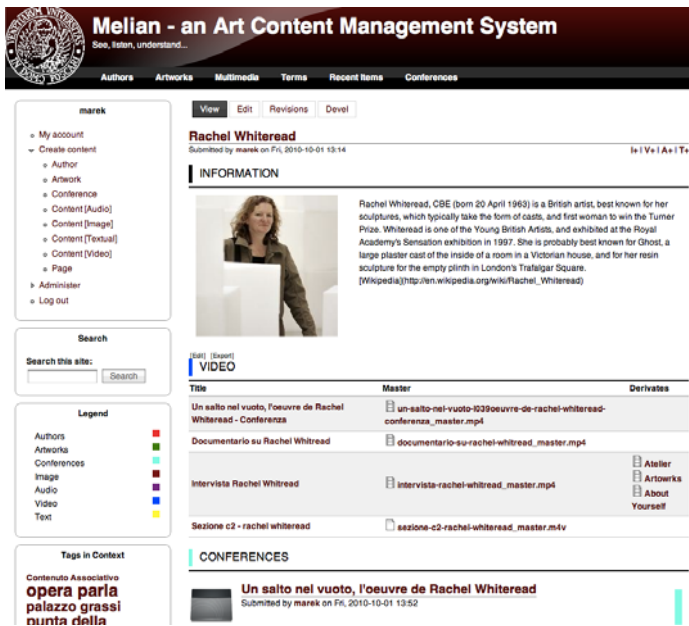 Melian - an Art Content Management System
See, listen, understand...
Authors Artworks Multimedia Terms Recent Items Conferences
marek
My account
Create content
Author
Artwork
Conference
Content [Audio]
Content [Image]
Content [Textual]
Content [Video]
Page
Administer
Log out
Search
Search this site:
Search
Legend
Authors
Artworks
Conferences
Image
Audio
Video
Text
Tags in Context
Contenuto Associativo
opera parla
palazzo grassi
punta della
View Edit Revisions Devel
Rachel Whiteread
Submitted by marek on Fri, 2010-10-01 13:14
I+ | V+ | A+ | T+
INFORMATION
Rachel Whiteread, CBE (born 20 April 1963) is a British artist, best known for her
sculptures, which typically take the form of casts, and first woman to win the Turner
Prize. Whiteread is one of the Young British Artists, and exhibited at the Royal
Academy's Sensation exhibition in 1997. She is probably best known for Ghost, a
large plaster cast of the inside of a room in a Victorian house, and for her resin
sculpture for the empty plinth in London's Trafalgar Square.
[Wikipedia](http://en.wikipedia.org/wiki/Rachel_Whiteread)
[Edit] [Export]
VIDEO
Title Master Derivates
Un salto nel vuoto, l'oeuvre de Rachel
Whiteread - Conferenza
un-salto-nel-vuoto-l039oeuvre-de-rachel-whiteread-
conferenza_master.mp4
Documentario su Rachel Whitread
documentario-su-rachel-whitread_master.mp4
Intervista Rachel Whitread
intervista-rachel-whitread_master.mp4
Atelier
Artowrks
About
Yourself
Sezione c2 - rachel whiteread
sezione-c2-rachel-whiteread_master.m4v
CONFERENCES
Un salto nel vuoto, l'oeuvre de Rachel Whiteread
Submitted by marek on Fri, 2010-10-01 13:52